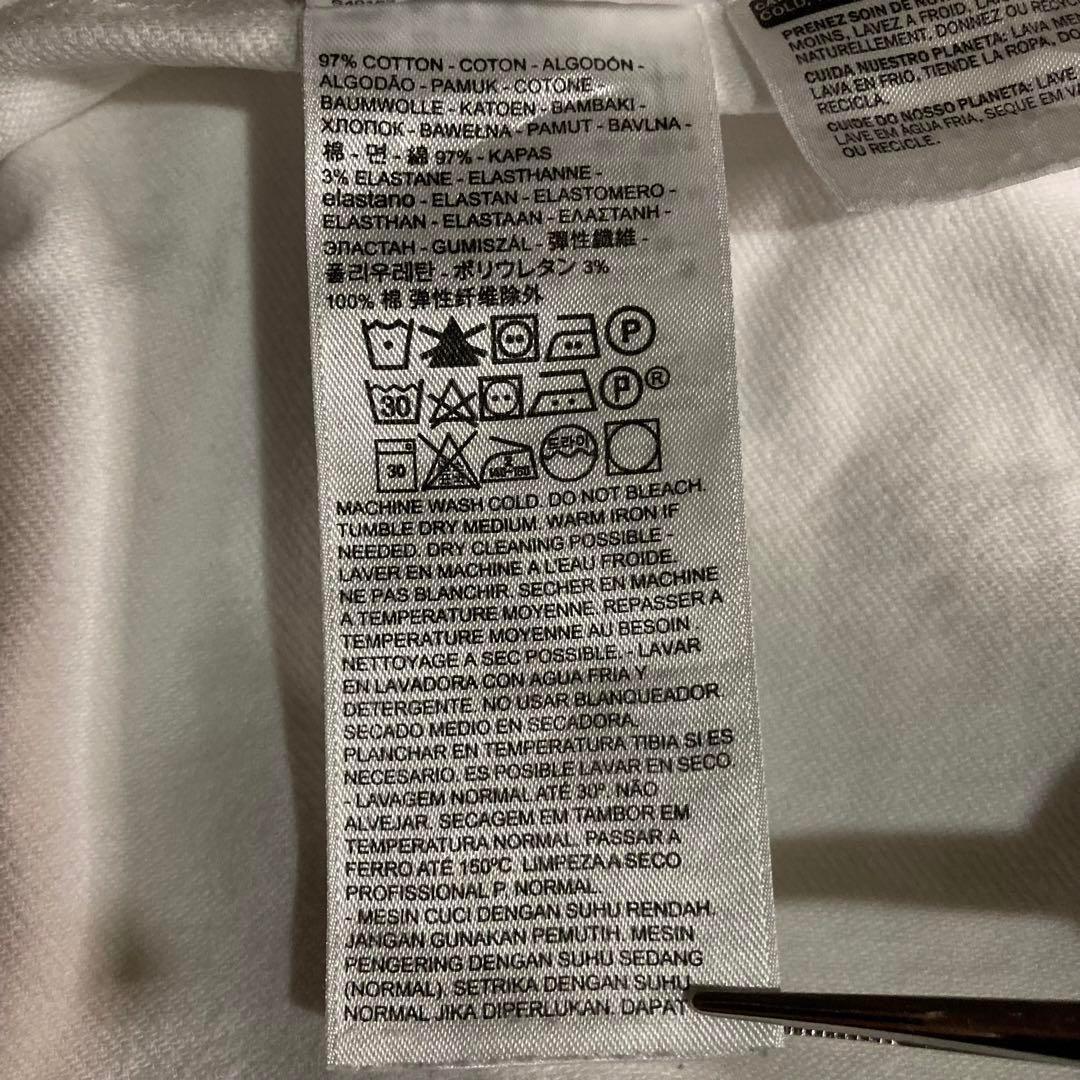 97% COTTON - COTON - ALGODÓN -
ALGODÃO - PAMUK - COTONE
BAUMWOLLE - KATOEN - BAMBAKI -
ХЛОПОК - BAWEŁNA - PAMUT - BAVLNA -
棉 - 면 - 綿 97% - KAPAS
3% ELASTANE - ELASTHANNE -
elastano - ELASTAN - ELASTOMERO -
ELASTHAN - ELASTAAN - ΕΛΑΣΤΑΝΗ -
ЭЛАСТАН - GUMISZÁL - 彈性纖維 -
폴리우레탄 - ポリウレタン 3%
100% 棉 弹性纤维除外
P
30 P ®
30 드라이
MACHINE WASH COLD. DO NOT BLEACH.
TUMBLE DRY MEDIUM. WARM IRON IF
NEEDED. DRY CLEANING POSSIBLE -
LAVER EN MACHINE A L'EAU FROIDE.
NE PAS BLANCHIR. SECHER EN MACHINE
A TEMPERATURE MOYENNE. REPASSER A
TEMPERATURE MOYENNE AU BESOIN
NETTOYAGE A SEC POSSIBLE. - LAVAR
EN LAVADORA CON AGUA FRIA Y
DETERGENTE. NO USAR BLANQUEADOR
SECADO MEDIO EN SECADORA.
PLANCHAR EN TEMPERATURA TIBIA SI ES
NECESARIO. ES POSIBLE LAVAR EN SECO
- LAVAGEM NORMAL ATÉ 30º. NÃO
ALVEJAR. SECAGEM EM TAMBOR EM
TEMPERATURA NORMAL. PASSAR A
FERRO ATÉ 150ºC. LIMPEZA A SECO
PROFISSIONAL P. NORMAL.
- MESIN CUCI DENGAN SUHU RENDAH.
JANGAN GUNAKAN PEMUTIH. MESIN
PENGERING DENGAN SUHU SEDANG
(NORMAL). SETRIKA DENGAN SUHU
NORMAL JIKA DIPERLUKAN. DAPAT
COLD,
PRENEZ SOIN DE
MOINS, LAVEZ A FROID,
NATURELLEMENT, DONNEZ OU
CUIDA NUESTRO PLANETA: LAVA
LAVA EN FRIO, TIENDE LA ROPA,
RECICLA.
CUIDE DO NOSSO PLANETA: LAVE
LAVE EM ÁGUA FRIA, SEQUE EM
OU RECICLE.